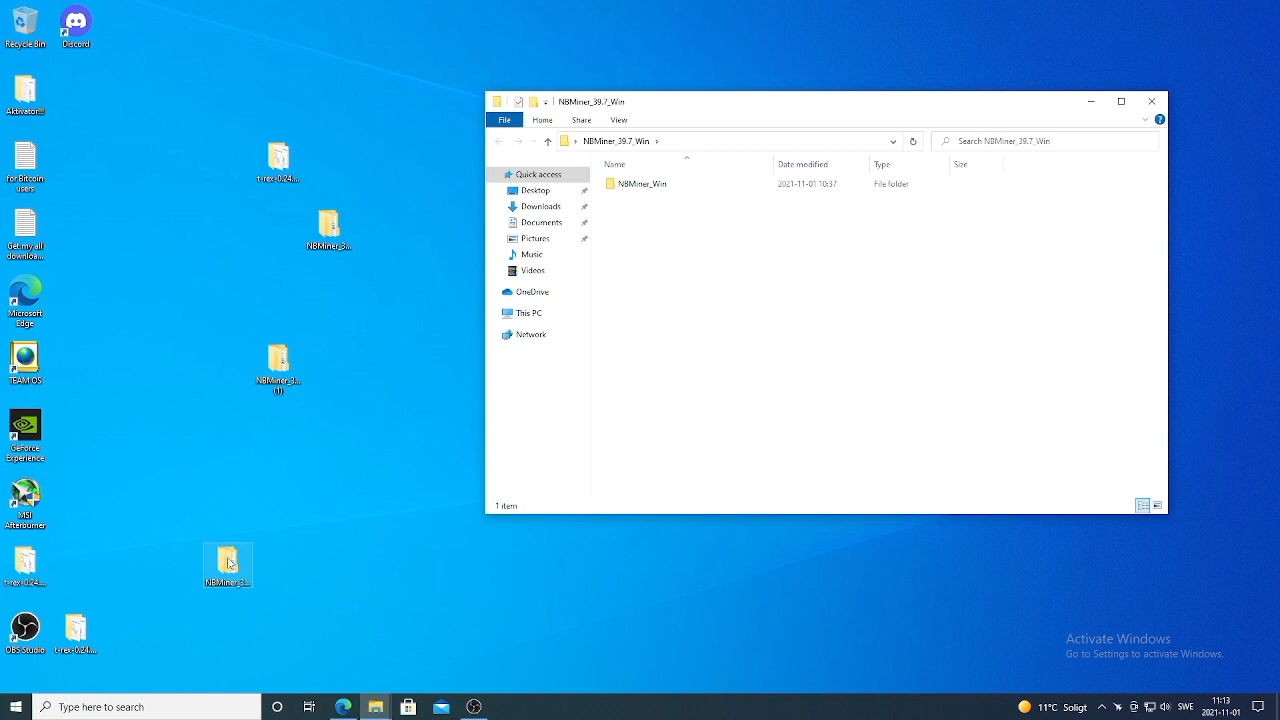 Recycle Bin
Discord
Aktivator
for Bitcoin
users
Get my all
downloa...
Microsoft
Edge
TEAM OS
GeForce
Experience
MSI
Afterburner
t-rex-0.24....
OBS Studio
t-rex-0.24....
t-rex-0.24....
NBMiner_3...
NBMiner_3...
(1)
NBMiner_3...
NBMiner_39.7_Win
File
Home
Share
View
NBMiner_39.7_Win
Search NBMiner_39.7_Win
Name
Date modified
Type
Size
NBMiner_Win
2021-11-01 10:37
File folder
Quick access
Desktop
Downloads
Documents
Pictures
Music
Videos
OneDrive
This PC
Network
1 item
Activate Windows
Go to Settings to activate Windows.
Type here to search
11°C Soligt
SWE
11:13
2021-11-01